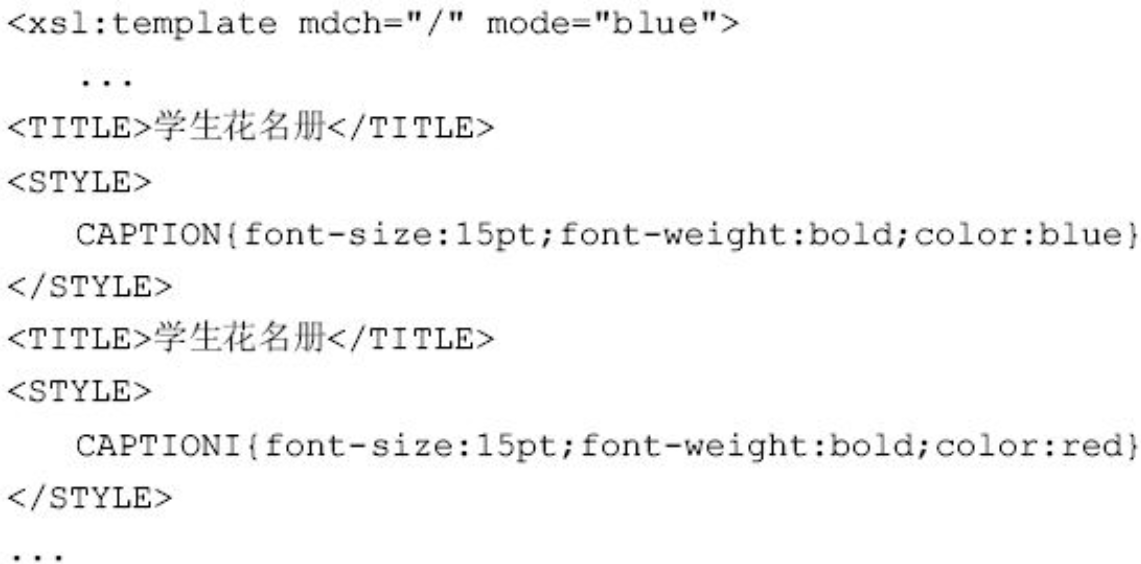 <xsl:template mdch="/" mode="blue">
...
<TITLE>学生花名册</TITLE>
<STYLE>
CAPTION{font-size:15pt;font-weight:bold;color:blue}
</STYLE>
<TITLE>学生花名册</TITLE>
<STYLE>
CAPTIONI{font-size:15pt;font-weight:bold;color:red}
</STYLE>
...